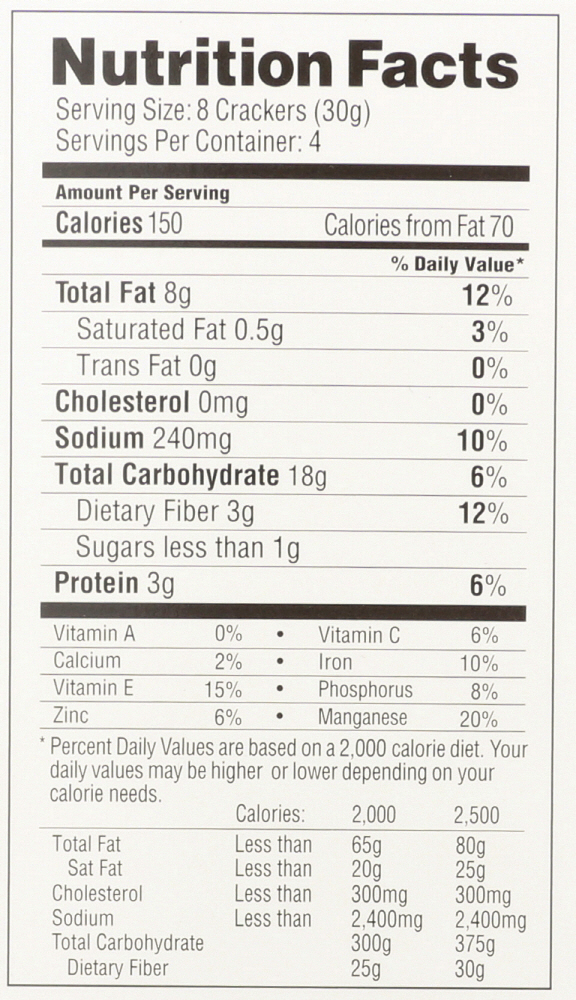 Nutrition Facts
Serving Size: 8 Crackers (30g)
Servings Per Container: 4
Amount Per Serving
Calories 150 Calories from Fat 70
% Daily Value*
Total Fat 8g 12%
Saturated Fat 0.5g 3%
Trans Fat 0g 0%
Cholesterol 0mg 0%
Sodium 240mg 10%
Total Carbohydrate 18g 6%
Dietary Fiber 3g 12%
Sugars less than 1g
Protein 3g 6%
Vitamin A 0% • Vitamin C 6%
Calcium 2% • Iron 10%
Vitamin E 15% • Phosphorus 8%
Zinc 6% • Manganese 20%
* Percent Daily Values are based on a 2,000 calorie diet. Your
daily values may be higher or lower depending on your
calorie needs.
Calories: 2,000 2,500
Total Fat Less than 65g 80g
Sat Fat Less than 20g 25g
Cholesterol Less than 300mg 300mg
Sodium Less than 2,400mg 2,400mg
Total Carbohydrate 300g 375g
Dietary Fiber 25g 30g